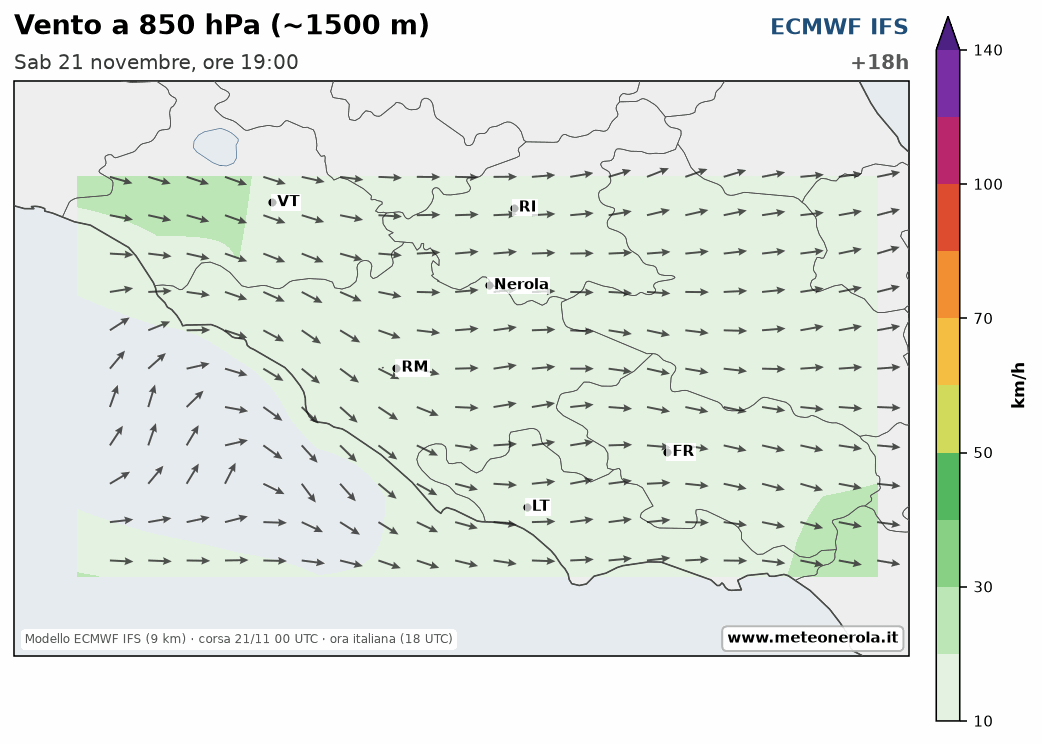 Vento a 850 hPa (~1500 m)
ECMWF IFS
Sab 21 novembre, ore 19:00
+18h
140
100
70
50
30
10
km/h
VT
RI
Nerola
RM
FR
LT
Modello ECMWF IFS (9 km) · corsa 21/11 00 UTC · ora italiana (18 UTC)
www.meteonerola.it